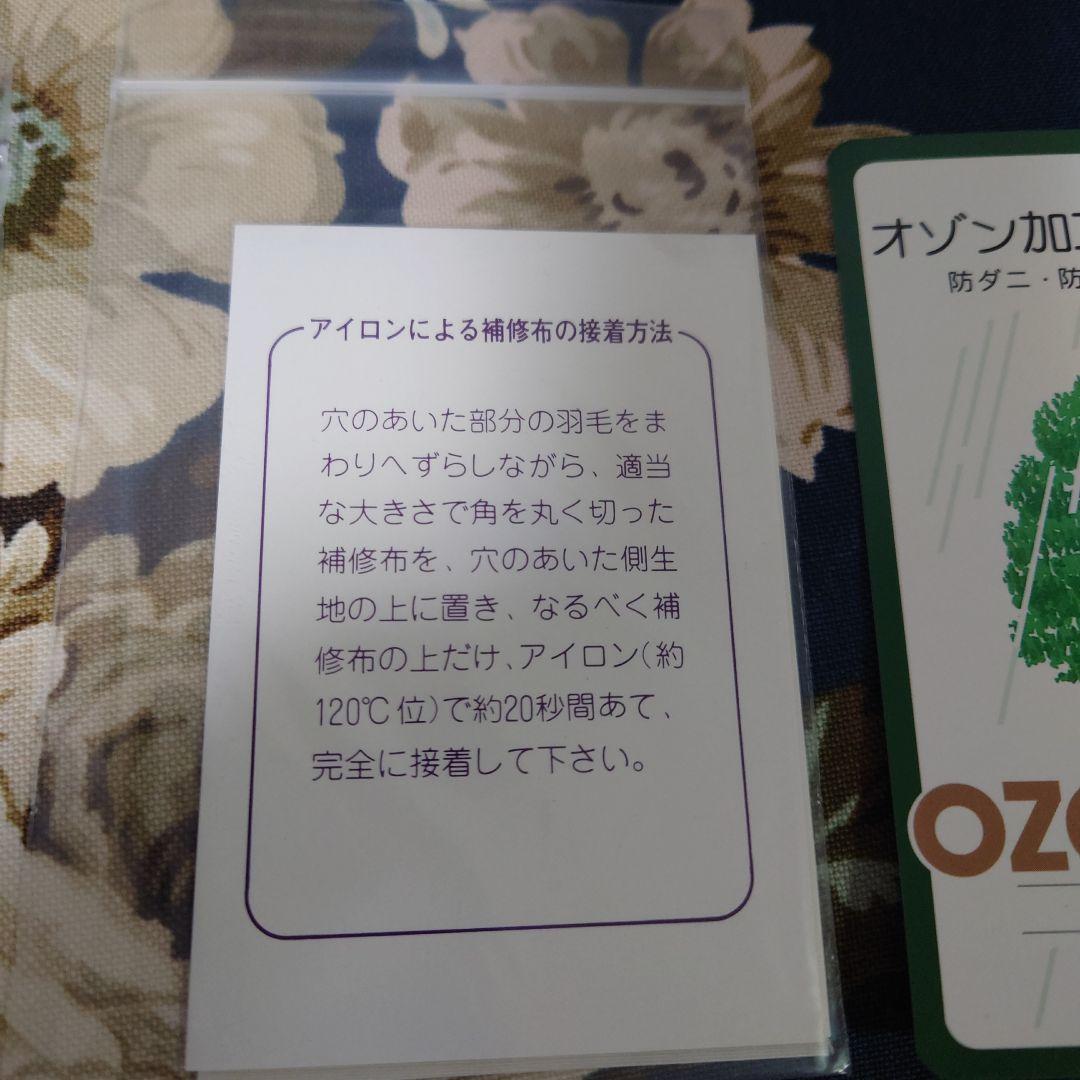 アイロンによる補修布の接着方法
穴のあいた部分の羽毛をま
わりへずらしながら、適当
な大きさで角を丸く切った
補修布を、穴のあいた側生
地の上に置き、なるべく補
修布の上だけ、アイロン(約
120℃位)で約20秒間あて、
完全に接着して下さい。
オゾン加工
防ダニ・防
OZ